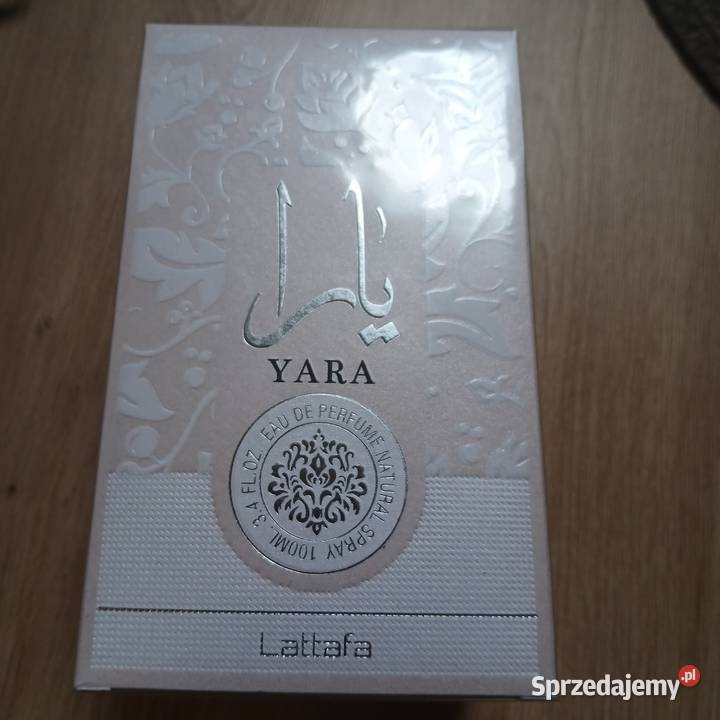 يارا
YARA
EAU DE PERFUME NATURAL SPRAY 100ML. 3.4 FL.OZ.
Lattafa
Sprzedajemy.pl